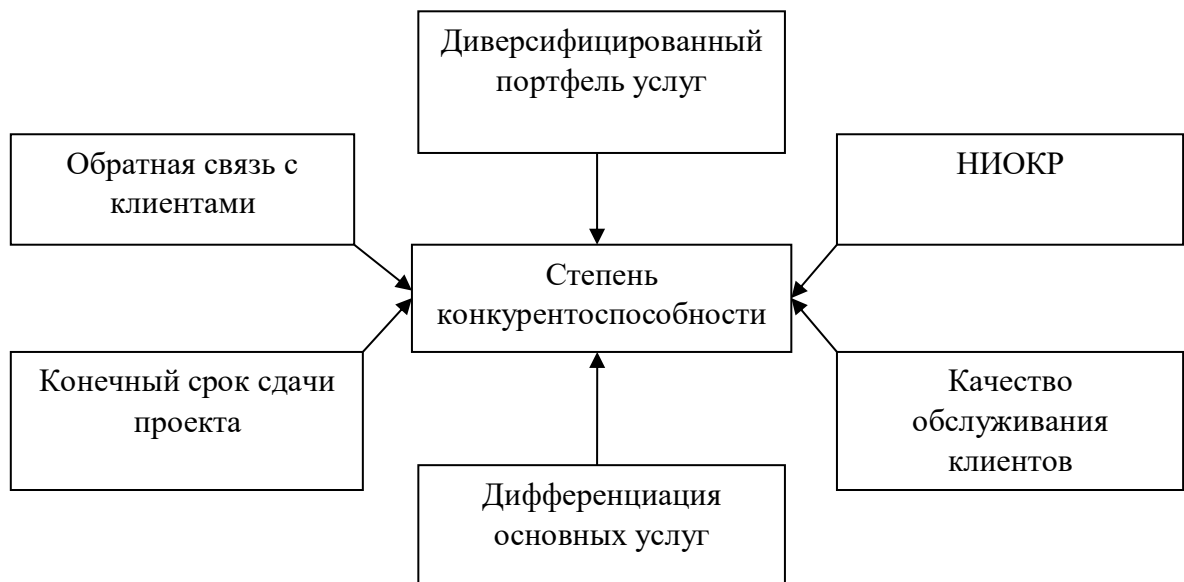 Диверсифицированный
портфель услуг
Обратная связь с
клиентами
НИОКР
Степень
конкурентоспособности
Конечный срок сдачи
проекта
Качество
обслуживания
клиентов
Дифференциация
основных услуг